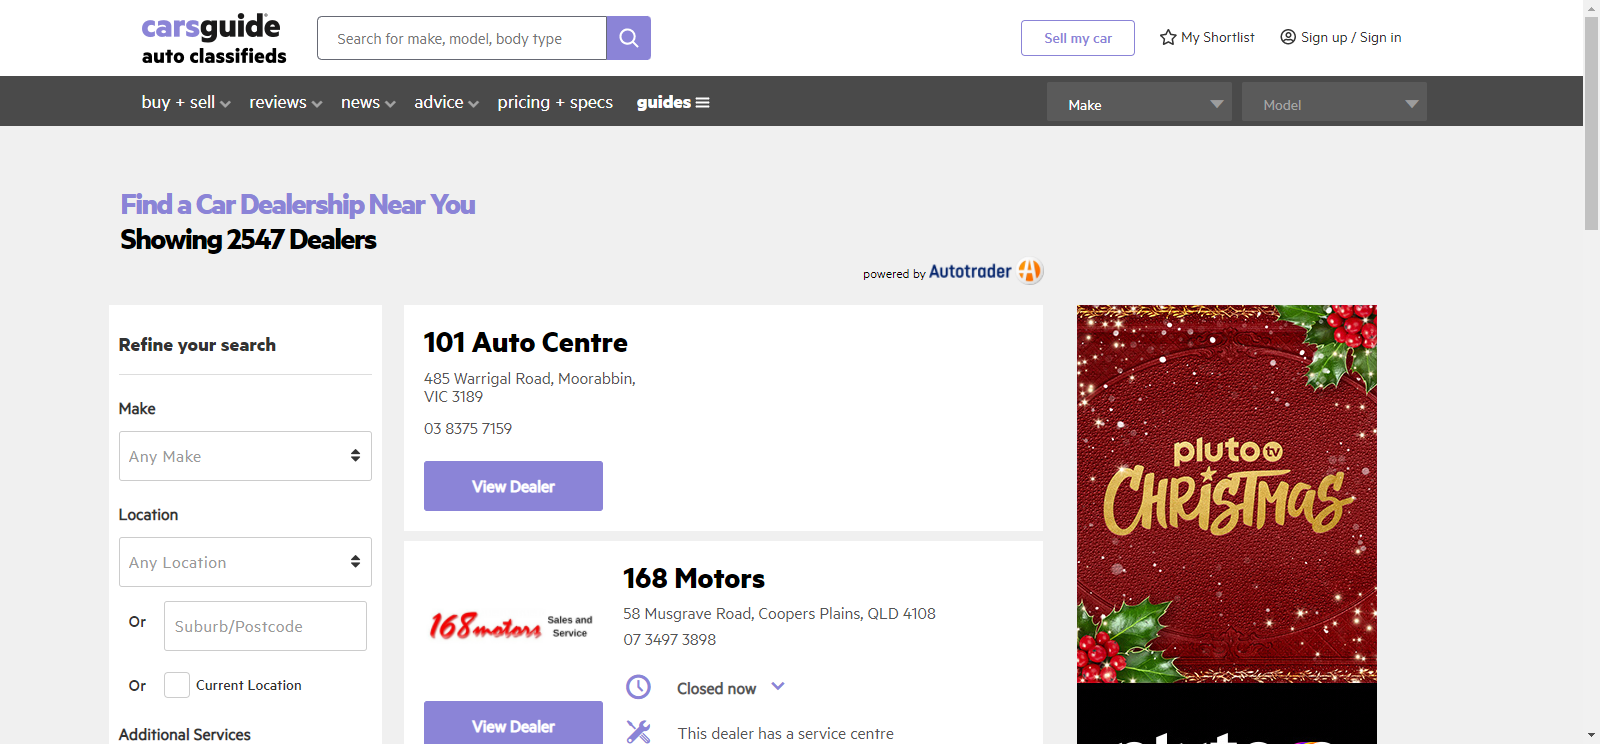 carsguide
auto classifieds
Search for make, model, body type
Sell my car
My Shortlist
Sign up / Sign in
buy + sell
reviews
news
advice
pricing + specs
guides
Make
Model
Find a Car Dealership Near You
Showing 2547 Dealers
powered by Autotrader
Refine your search
Make
Any Make
Location
Any Location
Or
Suburb/Postcode
Or
Current Location
Additional Services
101 Auto Centre
485 Warrigal Road, Moorabbin,
VIC 3189
03 8375 7159
View Dealer
168 motors Sales and
Service
168 Motors
58 Musgrave Road, Coopers Plains, QLD 4108
07 3497 3898
Closed now
This dealer has a service centre
View Dealer
pluto tv
CHRISTMAS